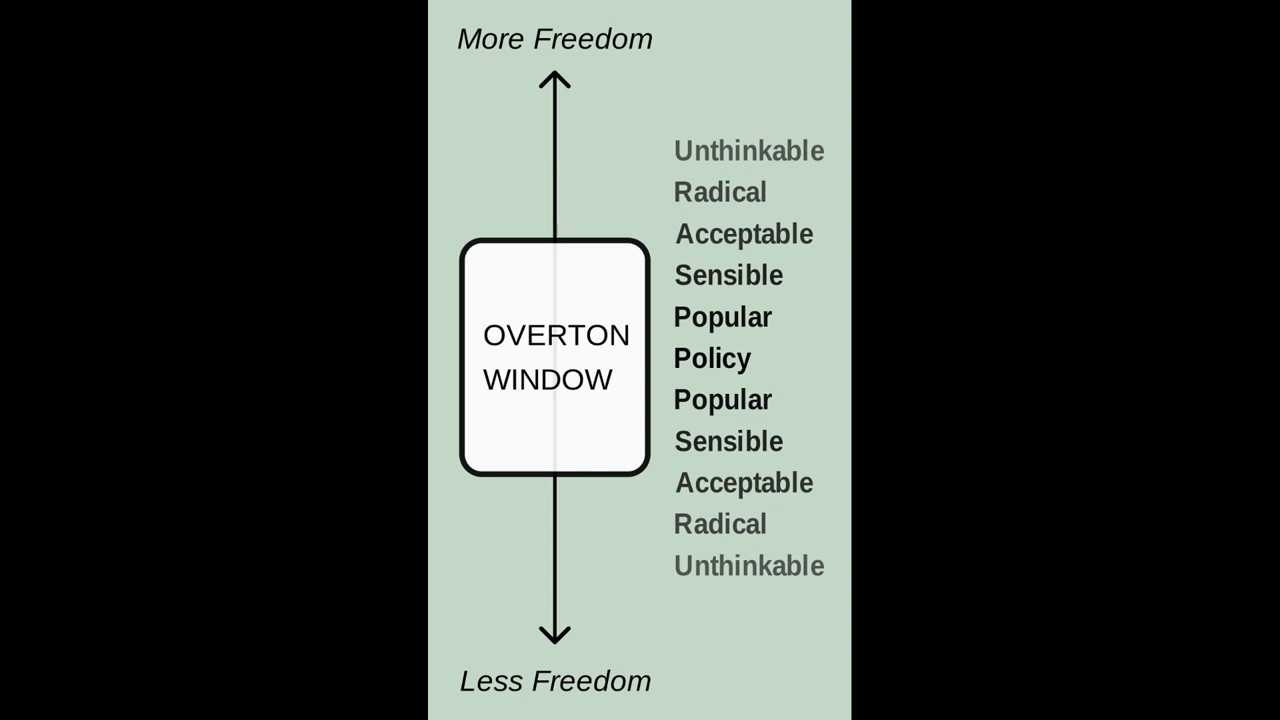 More Freedom
Unthinkable
Radical
Acceptable
Sensible
Popular
OVERTON
WINDOW
Policy
Popular
Sensible
Acceptable
Radical
Unthinkable
Less Freedom